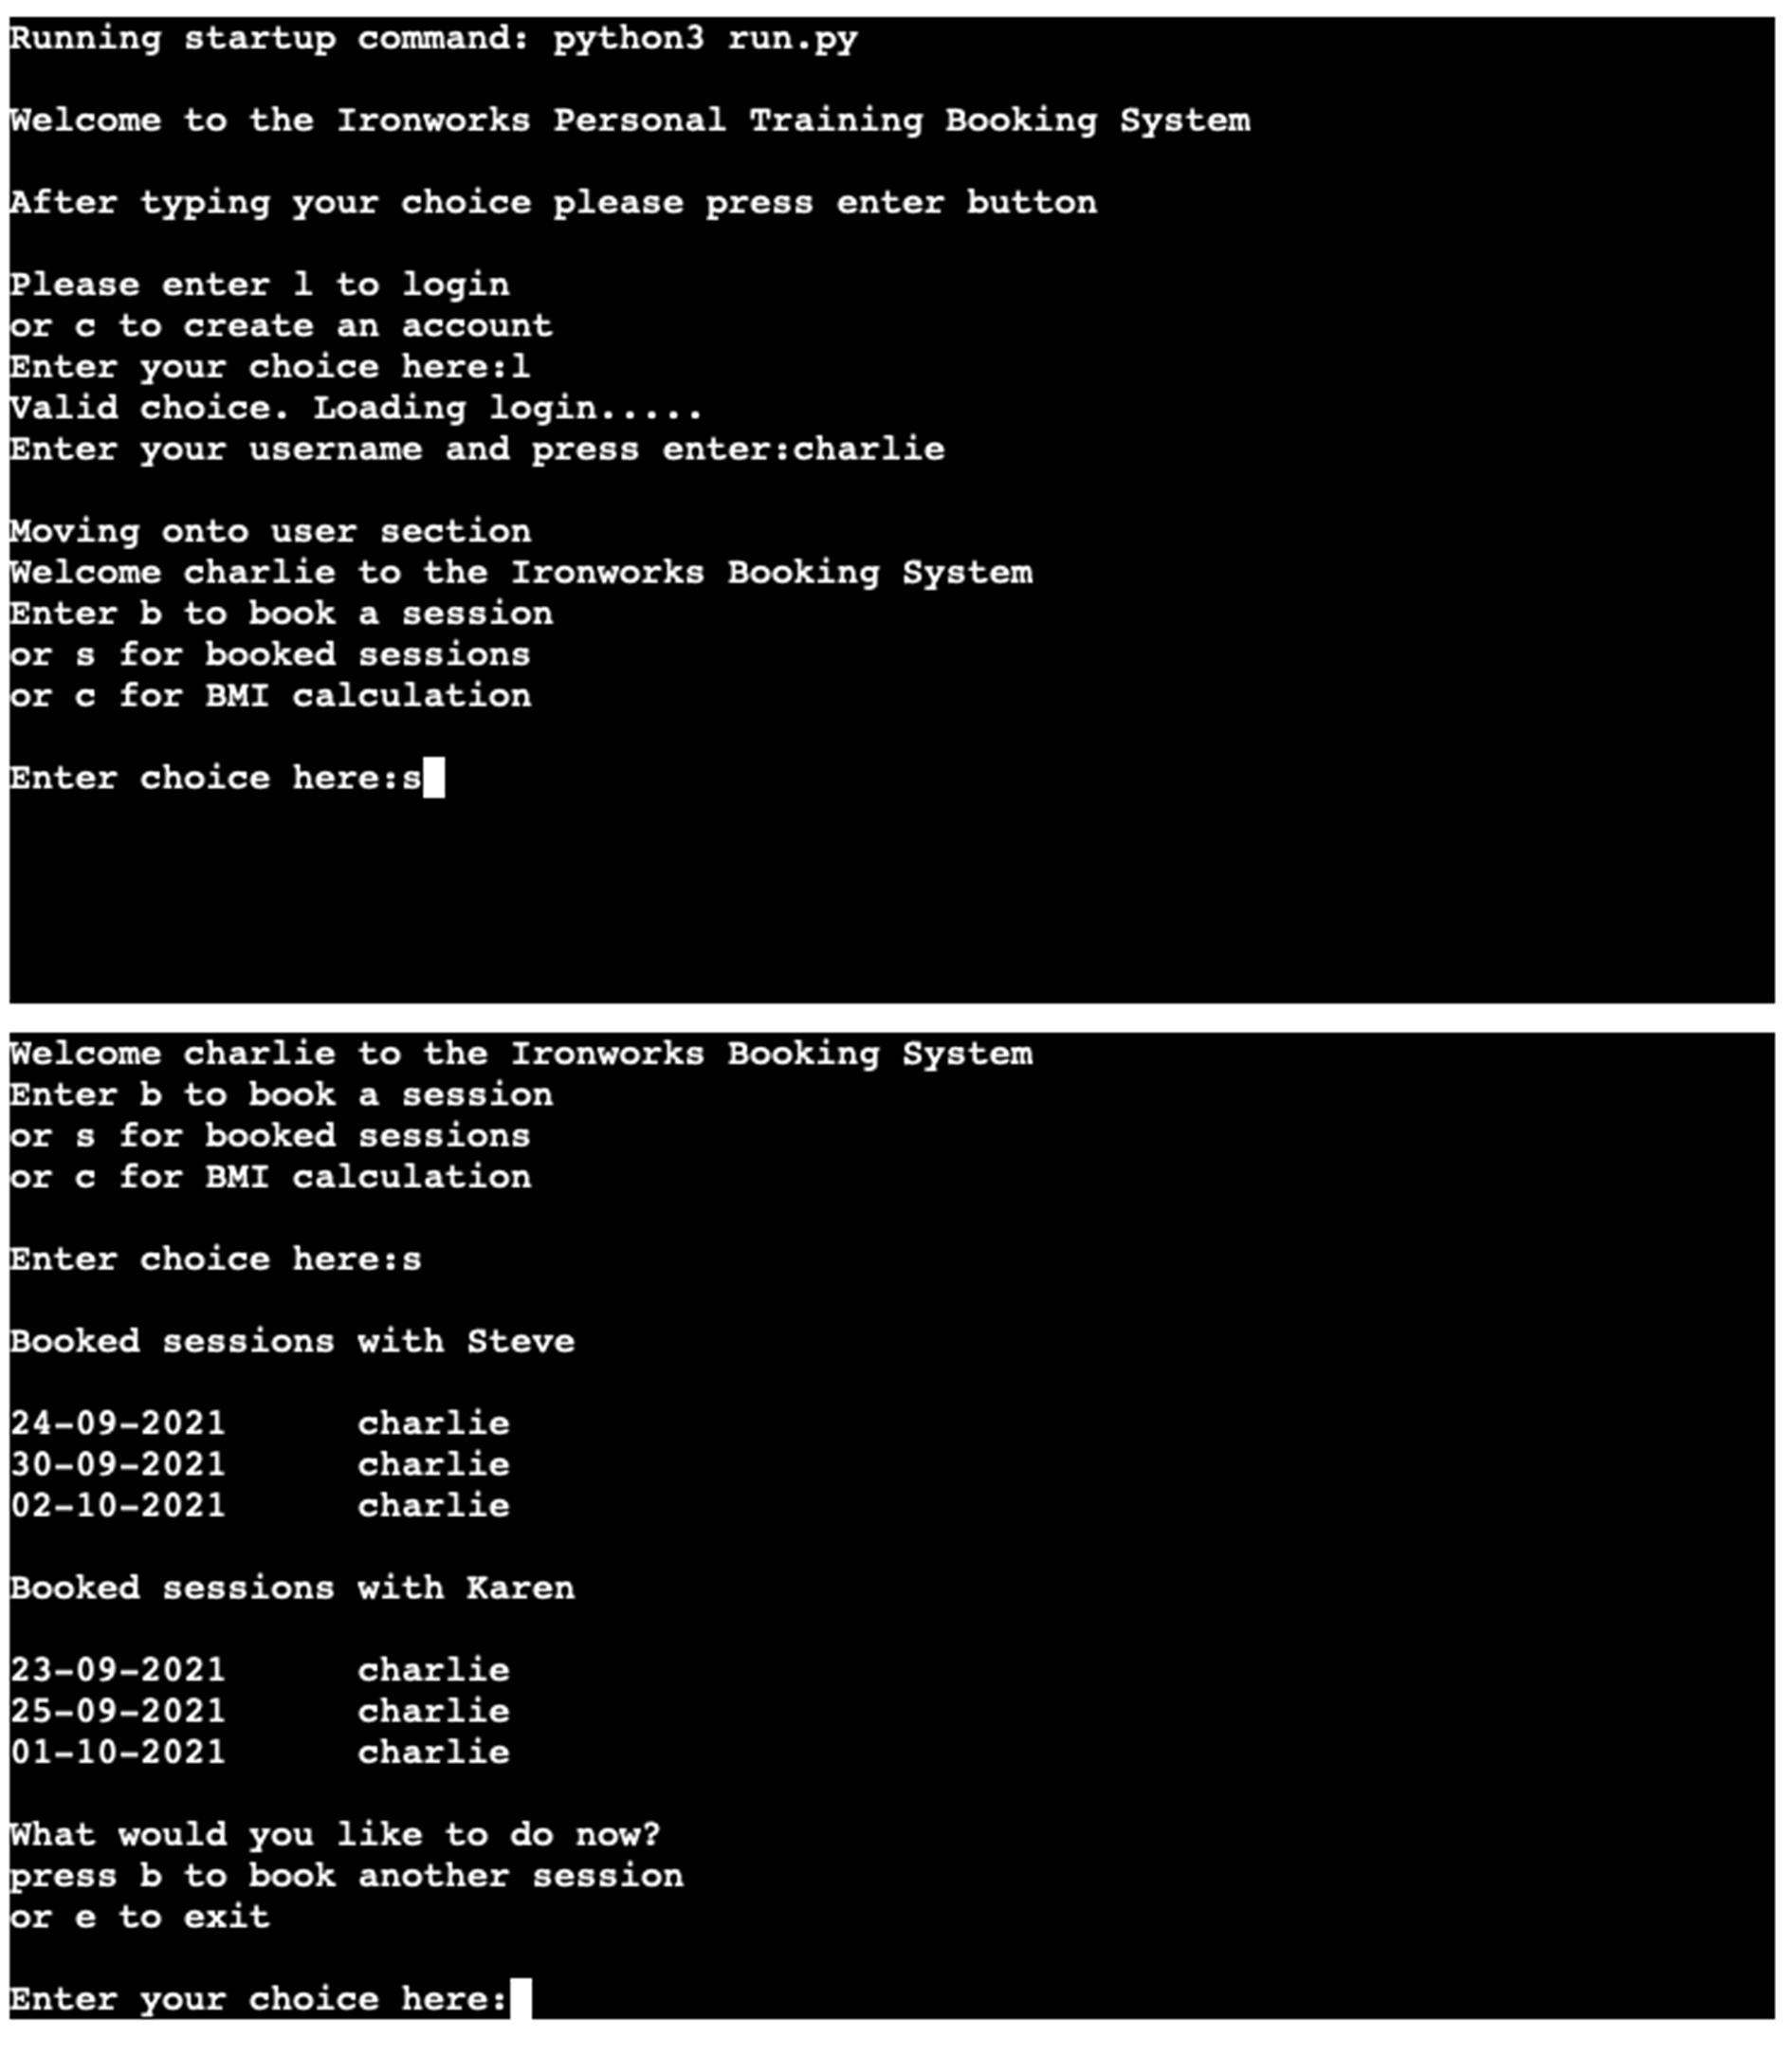 Running startup command: python3 run.py
Welcome to the Ironworks Personal Training Booking System
After typing your choice please press enter button
Please enter l to login
or c to create an account
Enter your choice here:l
Valid choice. Loading login.....
Enter your username and press enter:charlie
Moving onto user section
Welcome charlie to the Ironworks Booking System
Enter b to book a session
or s for booked sessions
or c for BMI calculation
Enter choice here:s
Welcome charlie to the Ironworks Booking System
Enter b to book a session
or s for booked sessions
or c for BMI calculation
Enter choice here:s
Booked sessions with Steve
24-09-2021 charlie
30-09-2021 charlie
02-10-2021 charlie
Booked sessions with Karen
23-09-2021 charlie
25-09-2021 charlie
01-10-2021 charlie
What would you like to do now?
press b to book another session
or e to exit
Enter your choice here: